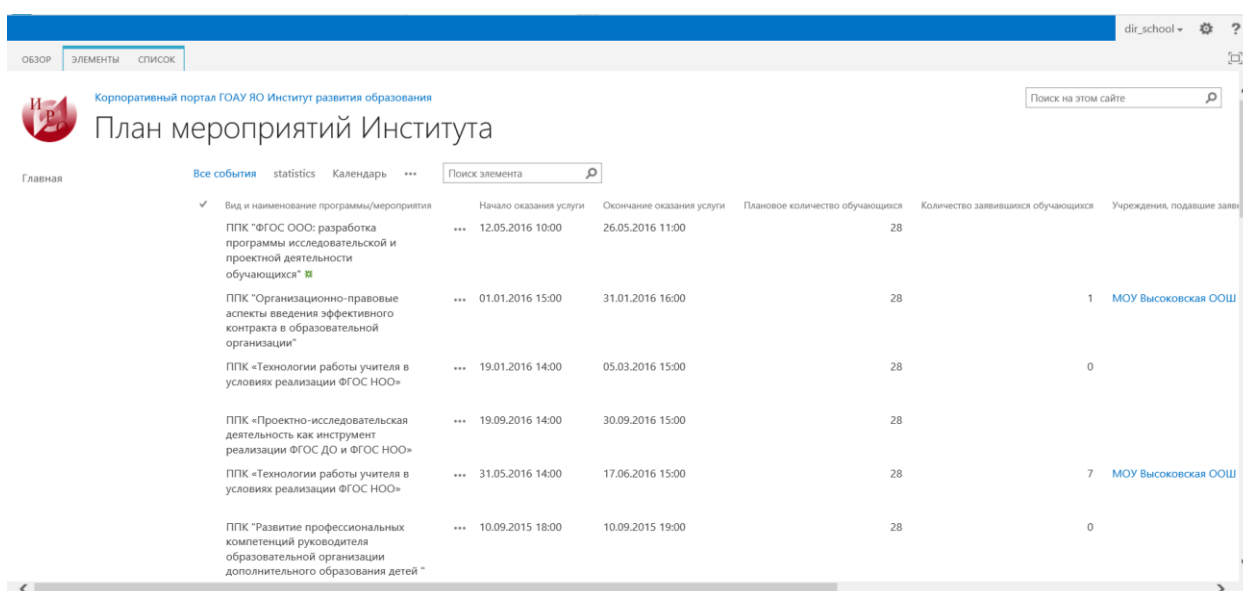 dir_school
?
ОБЗОР ЭЛЕМЕНТЫ СПИСОК
И Р О
Корпоративный портал ГОАУ ЯО Институт развития образования
Поиск на этом сайте
План мероприятий Института
Главная
Все события statistics Календарь ••• Поиск элемента
✓ Вид и наименование программы/мероприятия Начало оказания услуги Окончание оказания услуги Плановое количество обучающихся Количество заявившихся обучающихся Учреждения, подавшие
ППК "ФГОС ООО: разработка ••• 12.05.2016 10:00 26.05.2016 11:00 28
программы исследовательской и
проектной деятельности
обучающихся"
ППК "Организационно-правовые ••• 01.01.2016 15:00 31.01.2016 16:00 28 1 МОУ Высоковская ООШ
аспекты введения эффективного
контракта в образовательной
организации"
ППК «Технологии работы учителя в ••• 19.01.2016 14:00 05.03.2016 15:00 28 0
условиях реализации ФГОС НОО»
ППК «Проектно-исследовательская ••• 19.09.2016 14:00 30.09.2016 15:00 28
деятельность как инструмент
реализации ФГОС ДО и ФГОС НОО»
ППК «Технологии работы учителя в ••• 31.05.2016 14:00 17.06.2016 15:00 28 7 МОУ Высоковская ООШ
условиях реализации ФГОС НОО»
ППК "Развитие профессиональных ••• 10.09.2015 18:00 10.09.2015 19:00 28 0
компетенций руководителя
образовательной организации
дополнительного образования детей "